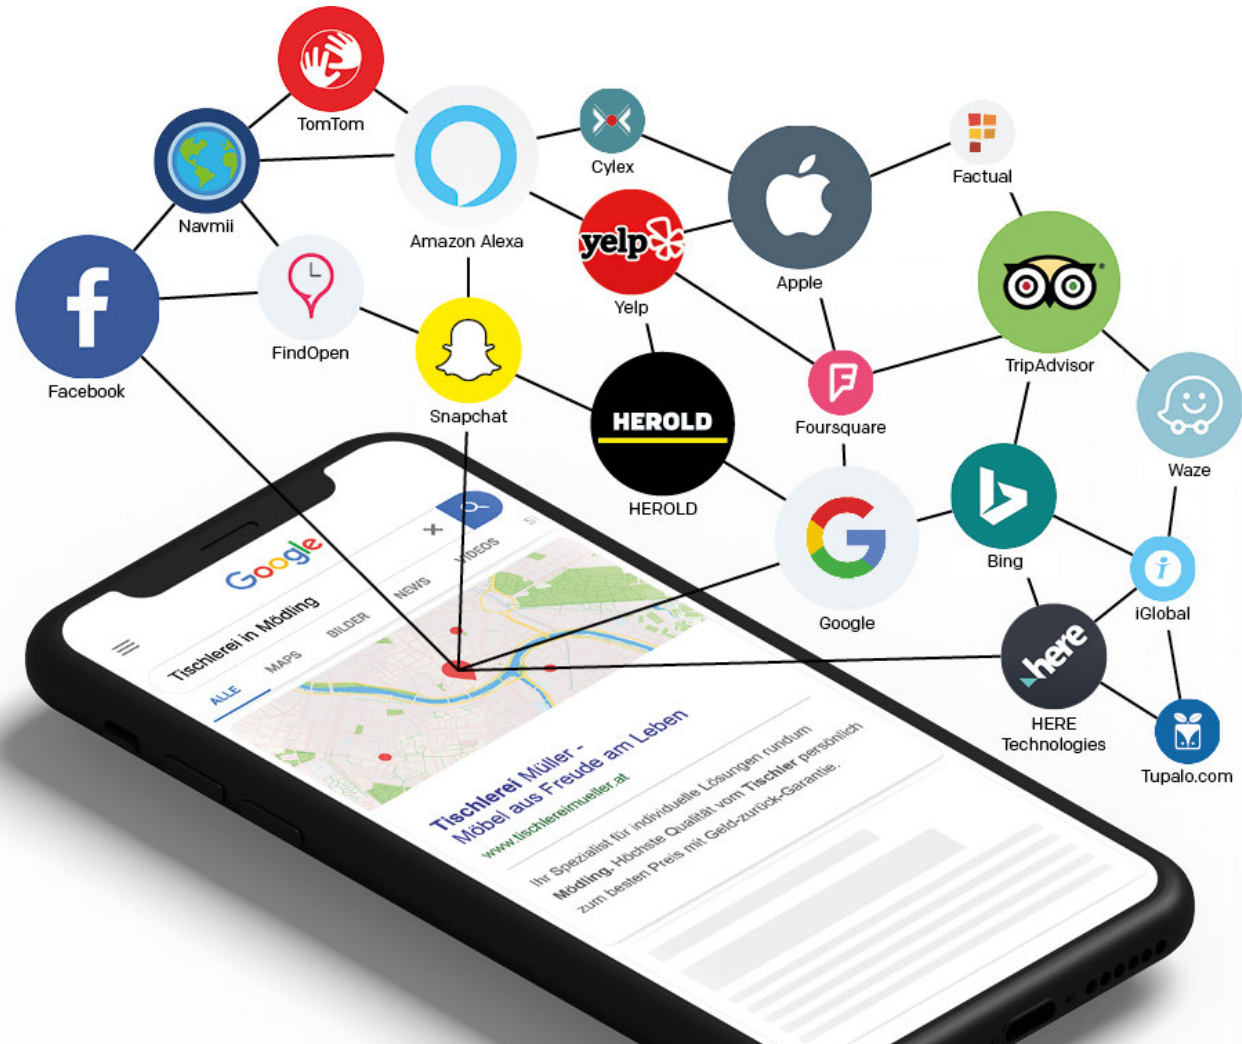 TomTom
Cylex
Factual
Navmii
Amazon Alexa
yelp
Yelp
Apple
FindOpen
Facebook
TripAdvisor
Snapchat
HEROLD
HEROLD
Foursquare
Waze
Google
Bing
iGlobal
here
HERE
Technologies
Tupalo.com
Google
Tischlerei in Mödling
ALLE MAPS BILDER NEWS VIDEOS S
Tischlerei Müller -
Möbel aus Freude am Leben
www.tischlereimueller.at
Ihr Spezialist für individuelle Lösungen rundum
Mödling. Höchste Qualität vom Tischler persönlich
zum besten Preis mit Geld-zurück-Garantie.